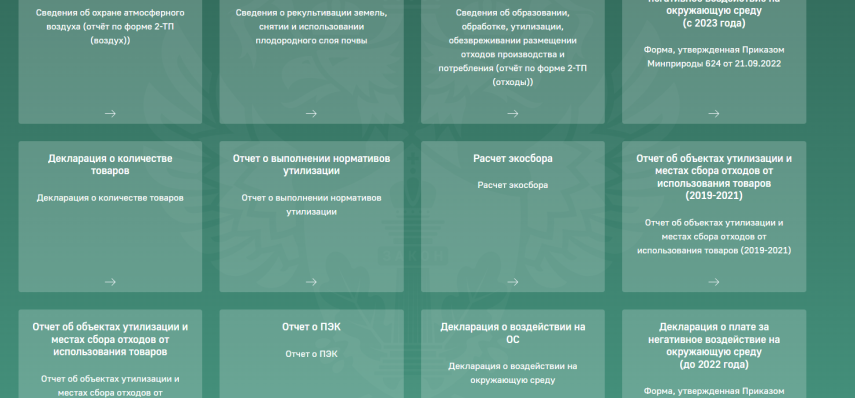 Сведения об охране атмосферного
воздуха (отчёт по форме 2-ТП
(воздух))
Сведения о рекультивации земель,
снятии и использовании
плодородного слоя почвы
Сведения об образовании,
обработке, утилизации,
обезвреживании размещении
отходов производства и
потребления (отчёт по форме 2-ТП
(отходы))
негативное воздействие на
окружающую среду
(с 2023 года)
Форма, утвержденная Приказом
Минприроды 624 от 21.09.2022
Декларация о количестве
товаров
Декларация о количестве товаров
Отчет о выполнении нормативов
утилизации
Отчет о выполнении нормативов
утилизации
Расчет экосбора
Расчет экосбора
Отчет об объектах утилизации и
местах сбора отходов от
использования товаров
(2019-2021)
Отчет об объектах утилизации и
местах сбора отходов от
использования товаров (2019-2021)
Отчет об объектах утилизации и
местах сбора отходов от
использования товаров
Отчет об объектах утилизации и
местах сбора отходов от
Отчет о ПЭК
Отчет о ПЭК
Декларация о воздействии на
ОС
Декларация о воздействии на
окружающую среду
Декларация о плате за
негативное воздействие на
окружающую среду
(до 2022 года)
Форма, утвержденная Приказом